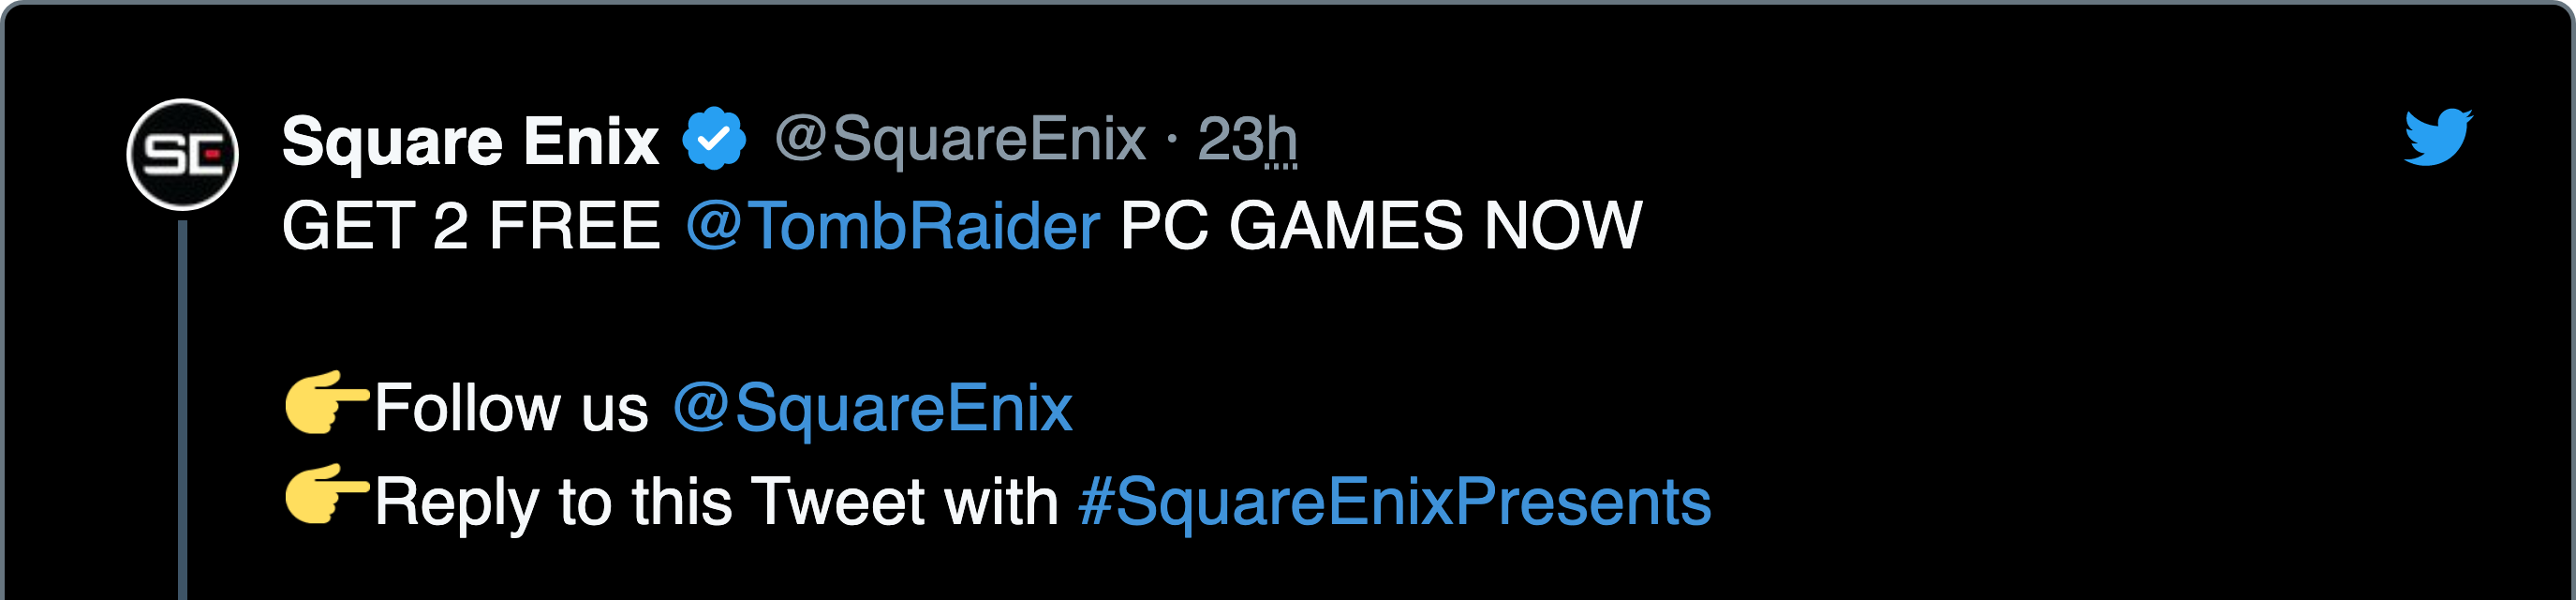 SE
Square Enix @SquareEnix · 23h
GET 2 FREE @TombRaider PC GAMES NOW
👉Follow us @SquareEnix
👉Reply to this Tweet with #SquareEnixPresents